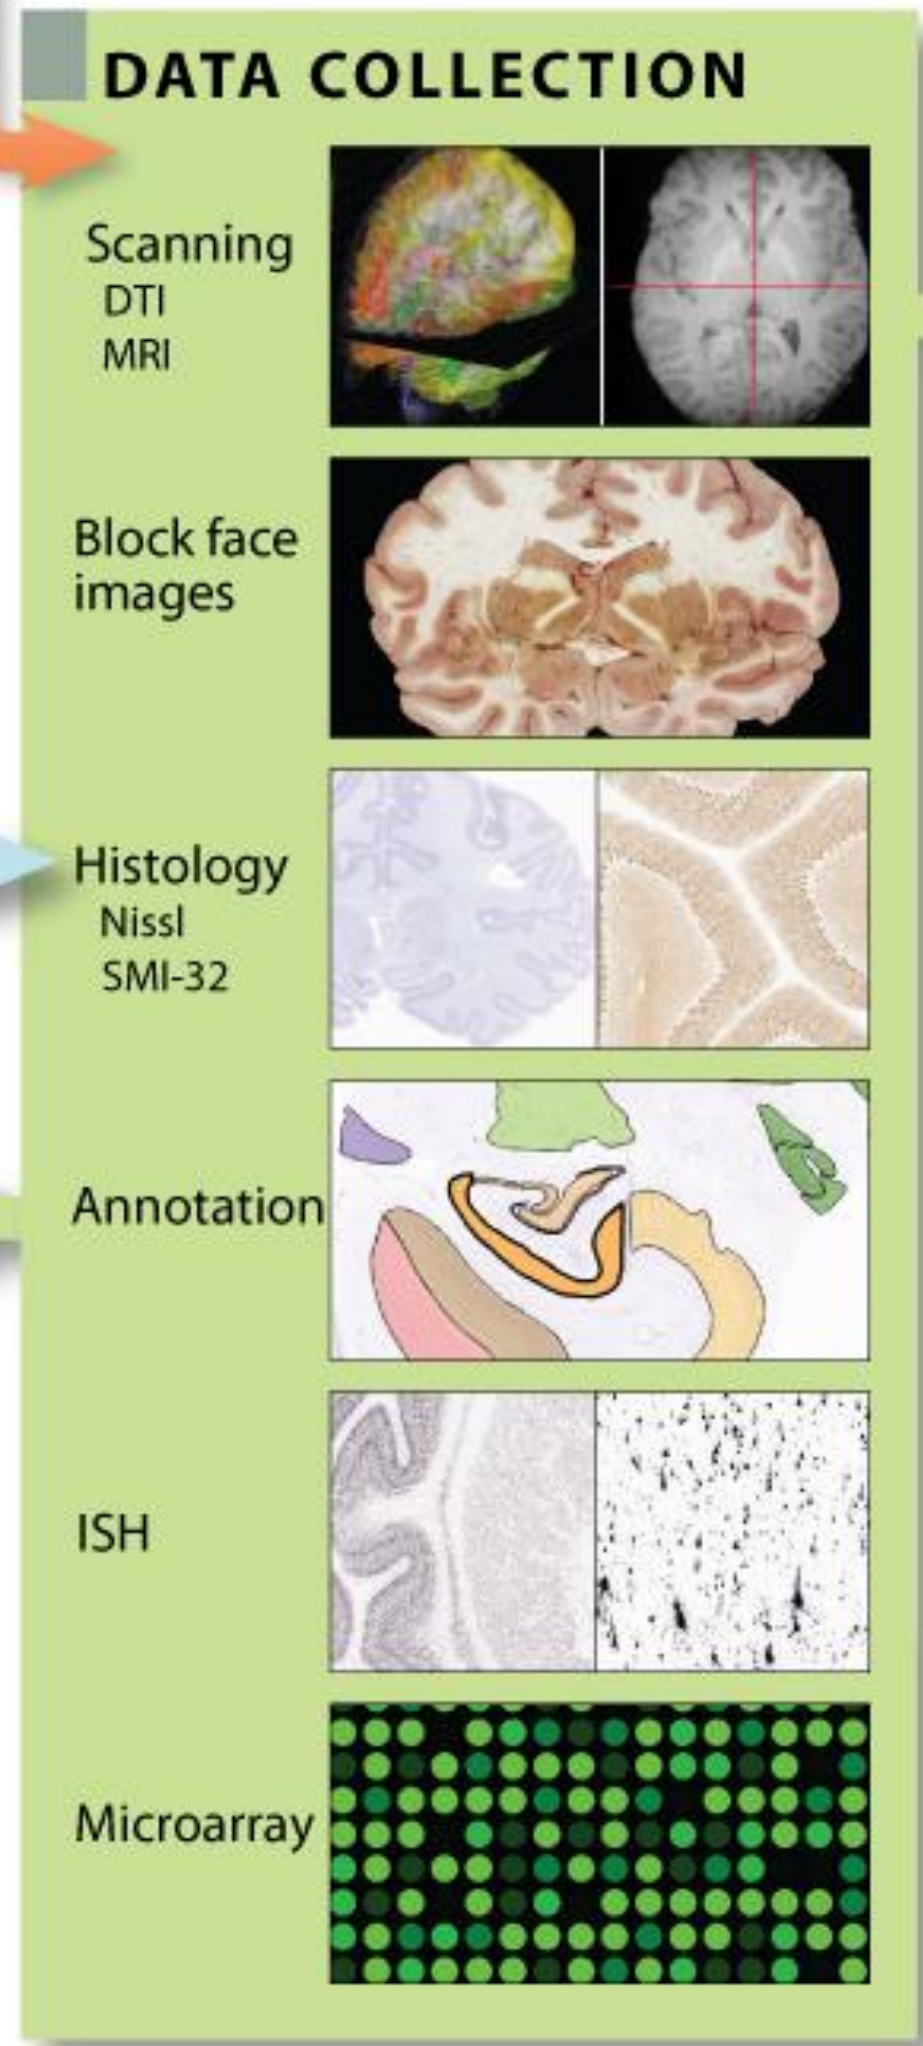 DATA COLLECTION
Scanning
DTI
MRI
Block face
images
Histology
Nissl
SMI-32
Annotation
ISH
Microarray